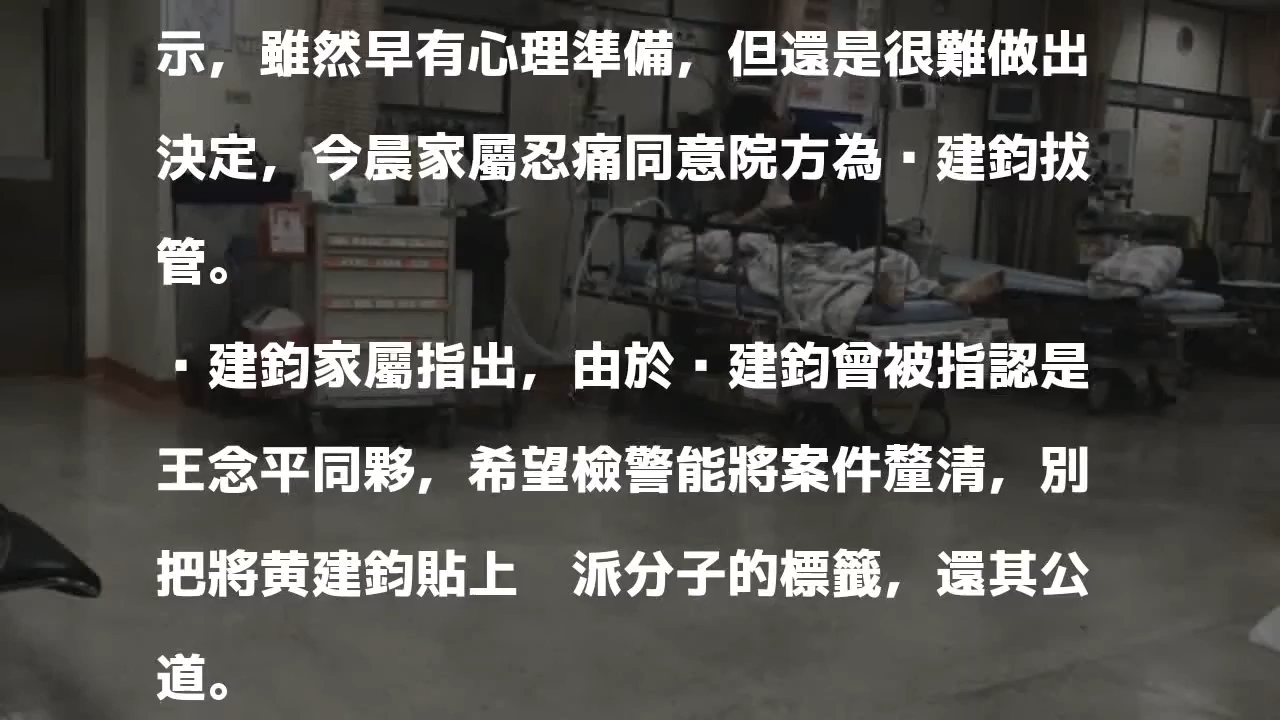 示，雖然早有心理準備，但還是很難做出
決定，今晨家屬忍痛同意院方為▪建鈞拔
管。
▪建鈞家屬指出，由於▪建鈞曾被指認是
王念平同夥，希望檢警能將案件釐清，別
把將黄建鈞貼上　派分子的標籤，還其公
道。